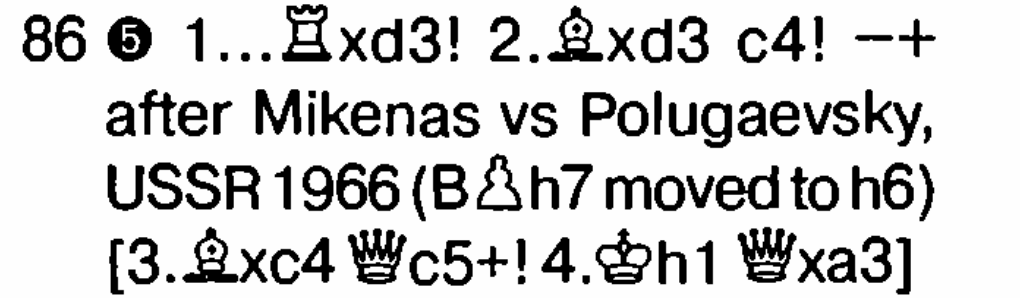 86 ❺ 1...♖xd3! 2.♗xd3 c4! −+
after Mikenas vs Polugaevsky,
USSR 1966 (B♙h7 moved to h6)
[3.♗xc4 ♕c5+! 4.♔h1 ♕xa3]